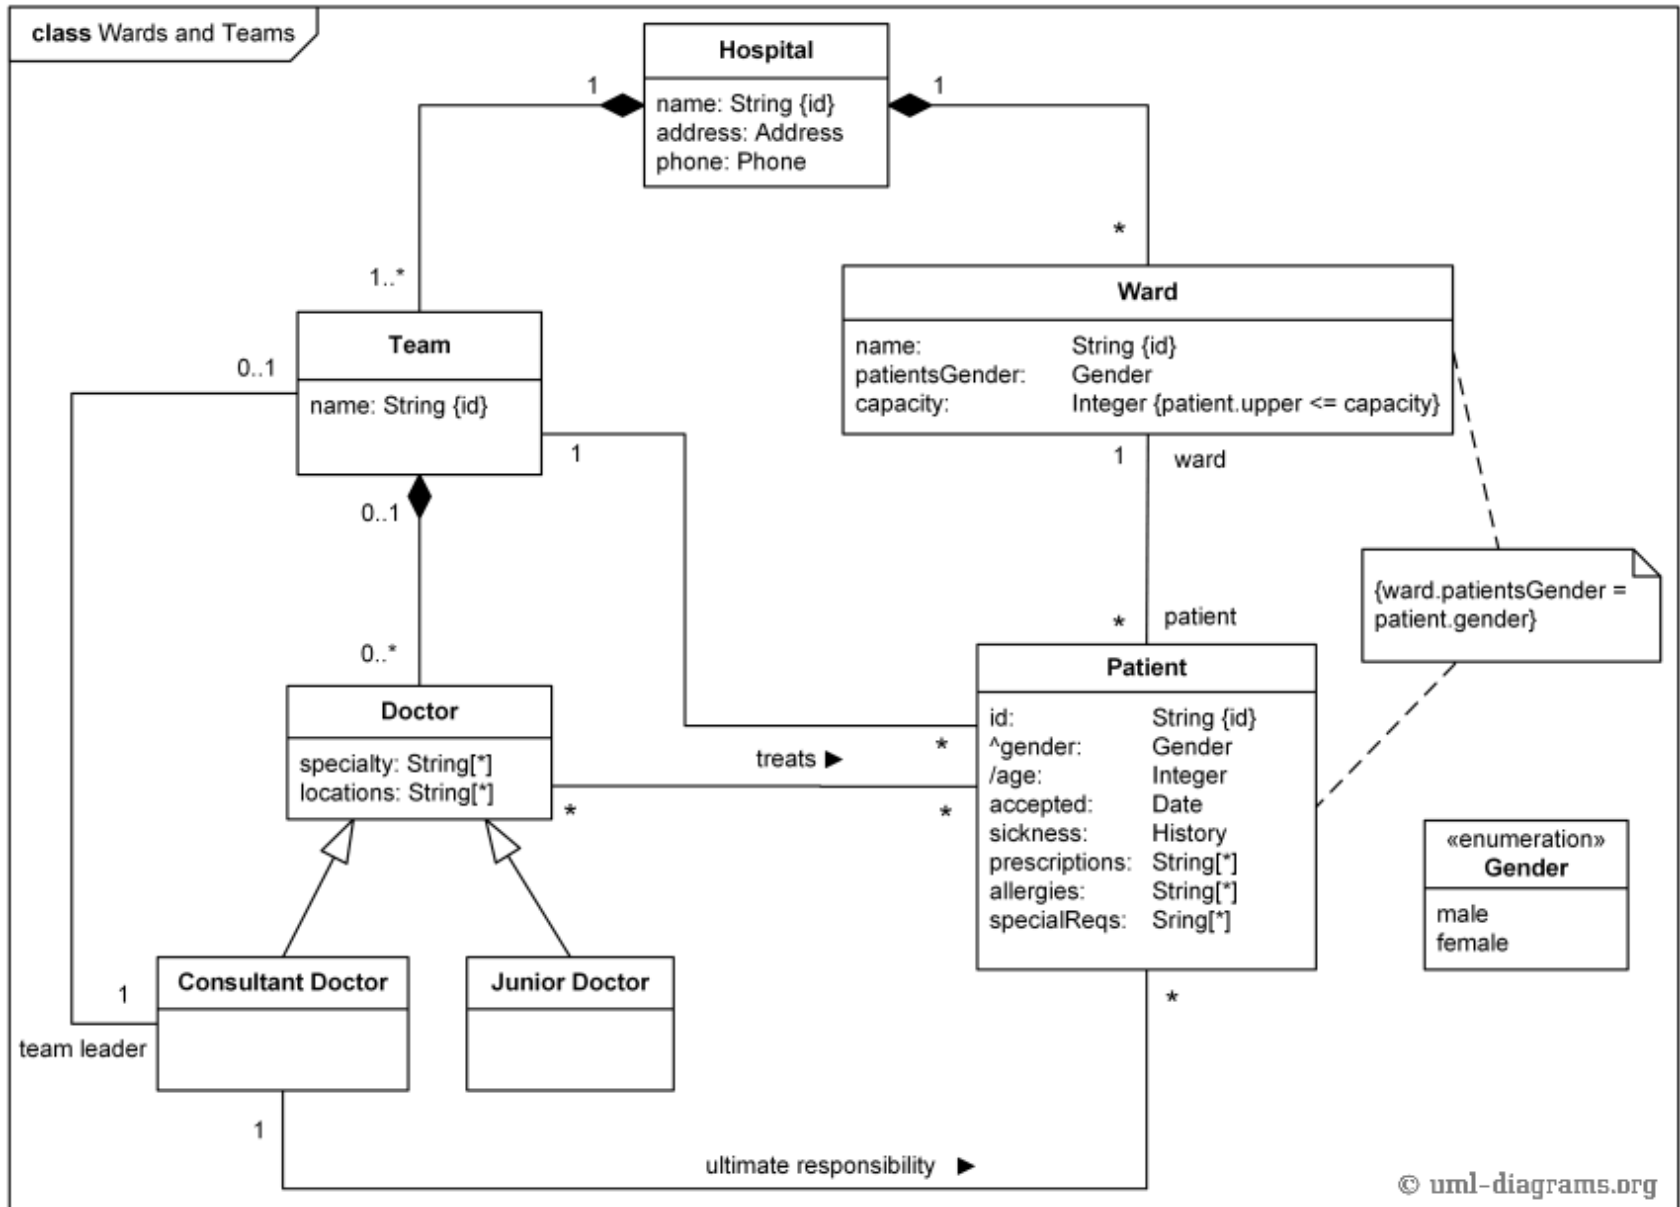 class Wards and Teams
Hospital
name: String {id}
address: Address
phone: Phone
1
1
1..*
*
Team
name: String {id}
0..1
1
0..1
0..*
Ward
name: String {id}
patientsGender: Gender
capacity: Integer {patient.upper <= capacity}
1 ward
* patient
{ward.patientsGender =
patient.gender}
Doctor
specialty: String[*]
locations: String[*]
treats ►
*
*
*
Patient
id: String {id}
^gender: Gender
/age: Integer
accepted: Date
sickness: History
prescriptions: String[*]
allergies: String[*]
specialReqs: Sring[*]
«enumeration»
Gender
male
female
Consultant Doctor
Junior Doctor
1
team leader
*
1
ultimate responsibility ►
© uml-diagrams.org